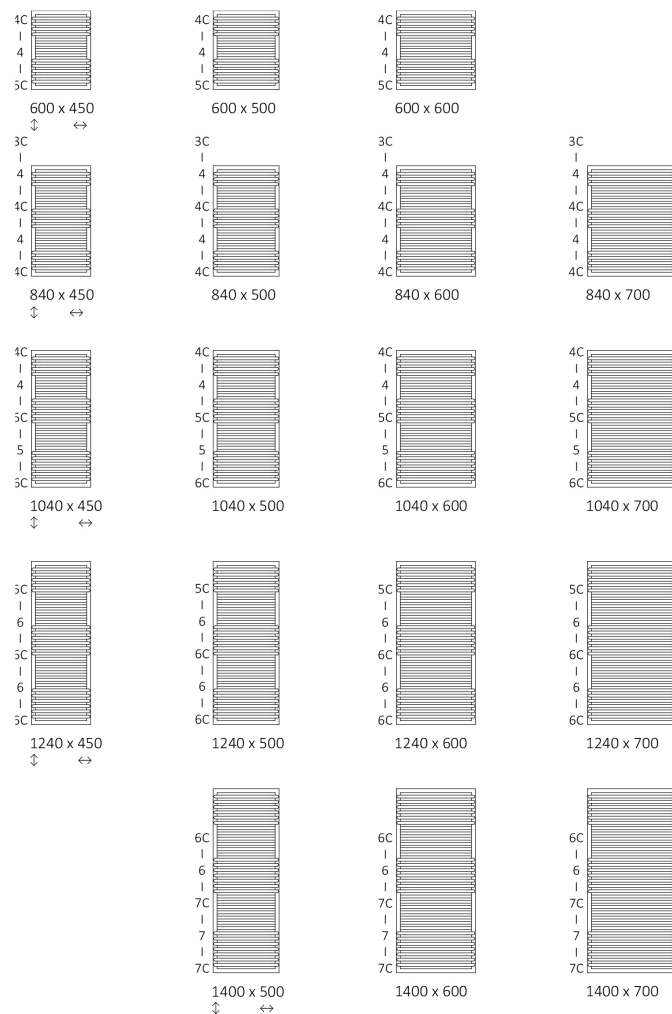 4C 4C 4C
| | |
4 4 4
| | |
5C 5C 5C
600 x 450 600 x 500 600 x 600
↕ ↔
3C 3C 3C 3C
| | | |
4 4 4 4
| | | |
4C 4C 4C 4C
| | | |
4 4 4 4
| | | |
4C 4C 4C 4C
840 x 450 840 x 500 840 x 600 840 x 700
↕ ↔
4C 4C 4C 4C
| | | |
4 4 4 4
| | | |
5C 5C 5C 5C
| | | |
5 5 5 5
| | | |
6C 6C 6C 6C
1040 x 450 1040 x 500 1040 x 600 1040 x 700
↕ ↔
5C 5C 5C 5C
| | | |
6 6 6 6
| | | |
6C 6C 6C 6C
| | | |
6 6 6 6
| | | |
6C 6C 6C 6C
1240 x 450 1240 x 500 1240 x 600 1240 x 700
↕ ↔
6C 6C 6C
| | |
6 6 6
| | |
7C 7C 7C
| | |
7 7 7
| | |
7C 7C 7C
1400 x 500 1400 x 600 1400 x 700
↕ ↔